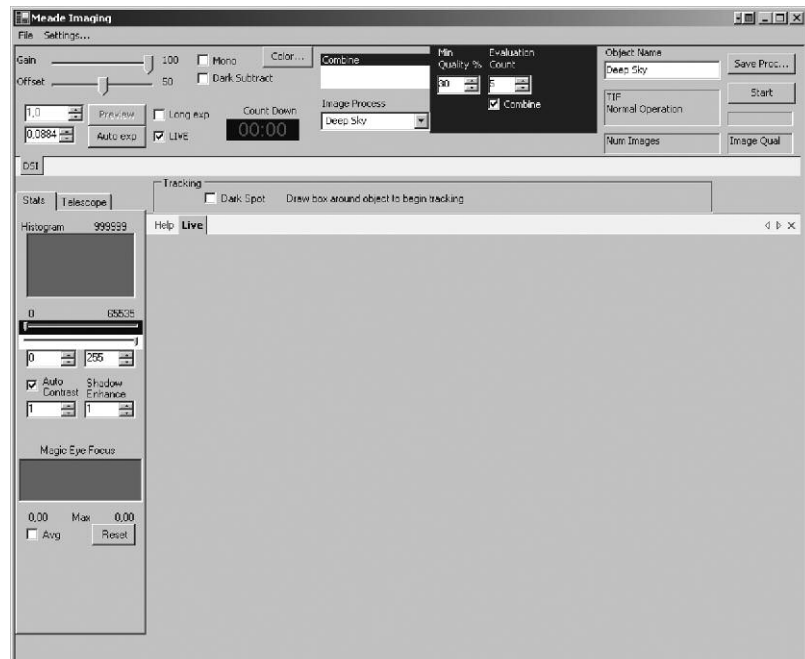 Meade Imaging
File Settings...
Gain 100 Mono Color...
Offset 50 Dark Subtract
1,0 Preview Long exp Count Down
0,0884 Auto exp LIVE 00:00
Combine
Image Process
Deep Sky
Min Quality % Evaluation Count
30 5
Combine
Object Name
Deep Sky
TIF
Normal Operation
Num Images
Save Proc...
Start
Image Qual
DSI
Stats Telescope
Tracking
Dark Spot Draw box around object to begin tracking
Help Live
Histogram 999999
0 65535
0 255
Auto Contrast Shadow Enhance
1 1
Magic Eye Focus
0,00 Max 0,00
Avg Reset